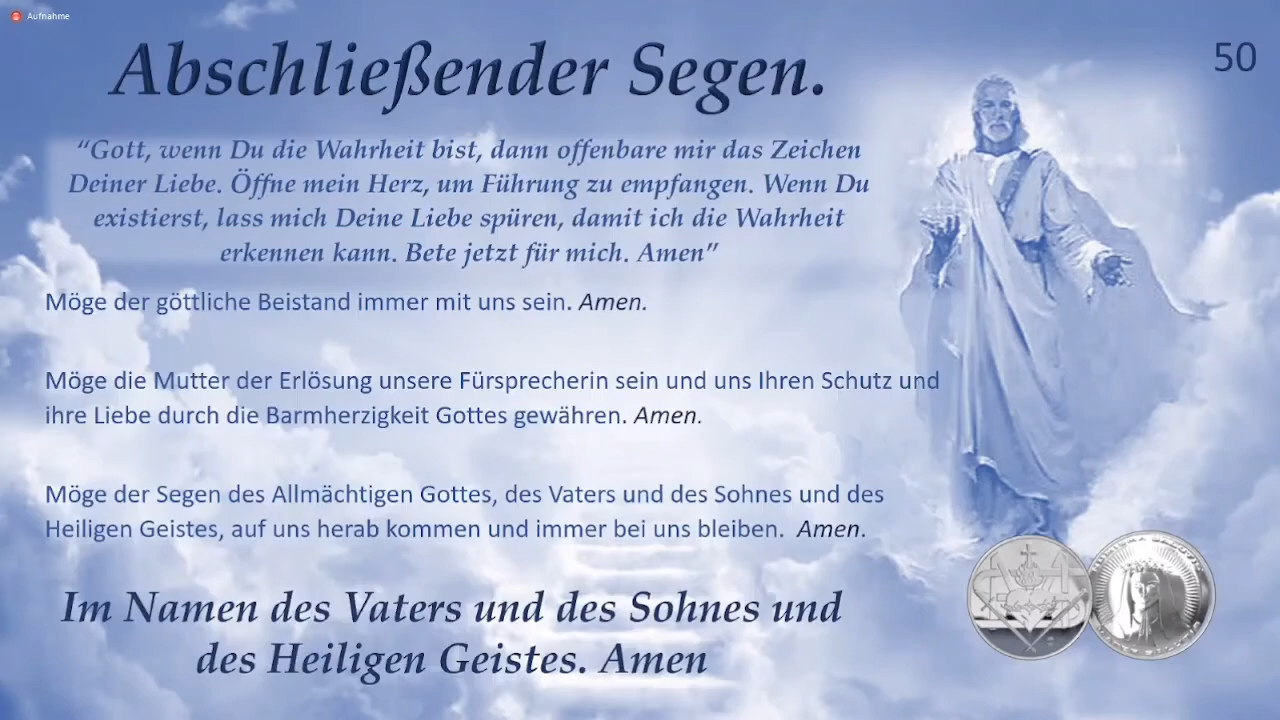 Aufnahme
50
Abschließender Segen.
“Gott, wenn Du die Wahrheit bist, dann offenbare mir das Zeichen
Deiner Liebe. Öffne mein Herz, um Führung zu empfangen. Wenn Du
existierst, lass mich Deine Liebe spüren, damit ich die Wahrheit
erkennen kann. Bete jetzt für mich. Amen”
Möge der göttliche Beistand immer mit uns sein. Amen.
Möge die Mutter der Erlösung unsere Fürsprecherin sein und uns Ihren Schutz und
ihre Liebe durch die Barmherzigkeit Gottes gewähren. Amen.
Möge der Segen des Allmächtigen Gottes, des Vaters und des Sohnes und des
Heiligen Geistes, auf uns herab kommen und immer bei uns bleiben.  Amen.
Im Namen des Vaters und des Sohnes und
des Heiligen Geistes. Amen